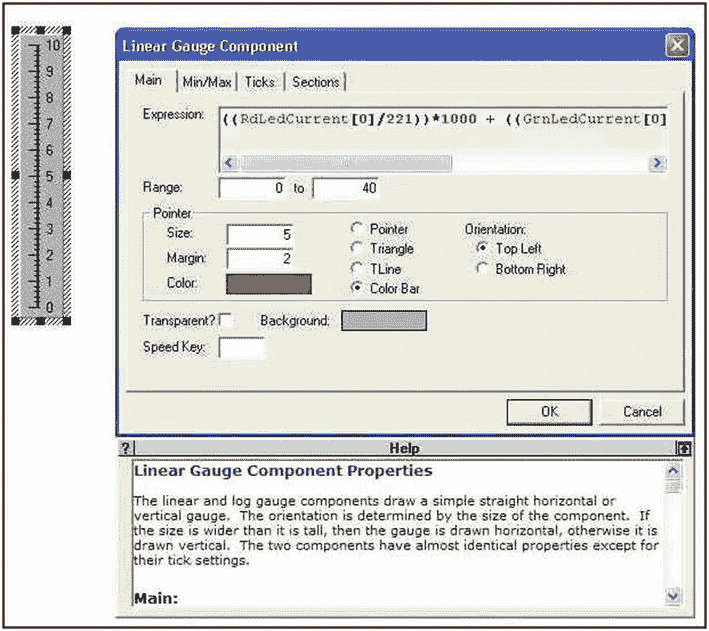 10
9
8
7
6
5
4
3
2
1
0
Linear Gauge Component
Main Min/Max Ticks Sections
Expression: ((RdLedCurrent[0]/221))*1000 + ((GrnLedCurrent[0]
Range: 0 to 40
Pointer
Size: 5 Pointer Orientation:
Margin: 2 Triangle Top Left
Color: TLine Bottom Right
Color Bar
Transparent? Background:
Speed Key:
OK Cancel
? Help
Linear Gauge Component Properties
The linear and log gauge components draw a simple straight horizontal or
vertical gauge. The orientation is determined by the size of the component. If
the size is wider than it is tall, then the gauge is drawn horizontal, otherwise it is
drawn vertical. The two components have almost identical properties except for
their tick settings.
Main: